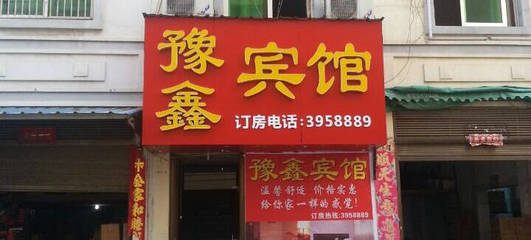 豫鑫宾馆
订房电话:3958889
豫鑫宾馆
温馨舒适 价格实惠
给你家一样的感觉!
订房热线:3958889